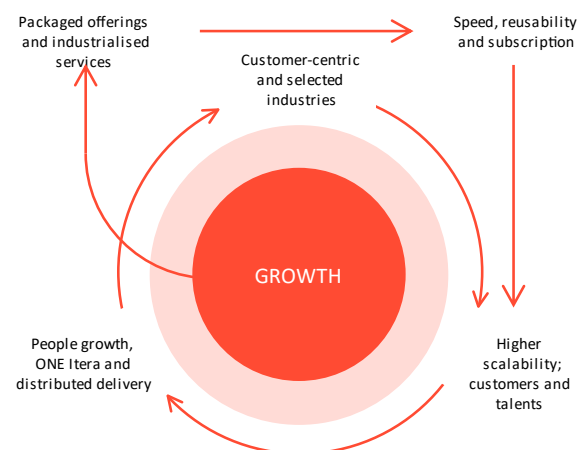 Packaged offerings
and industrialised
services
Speed, reusability
and subscription
Customer-centric
and selected
industries
GROWTH
People growth,
ONE Itera and
distributed delivery
Higher
scalability;
customers and
talents